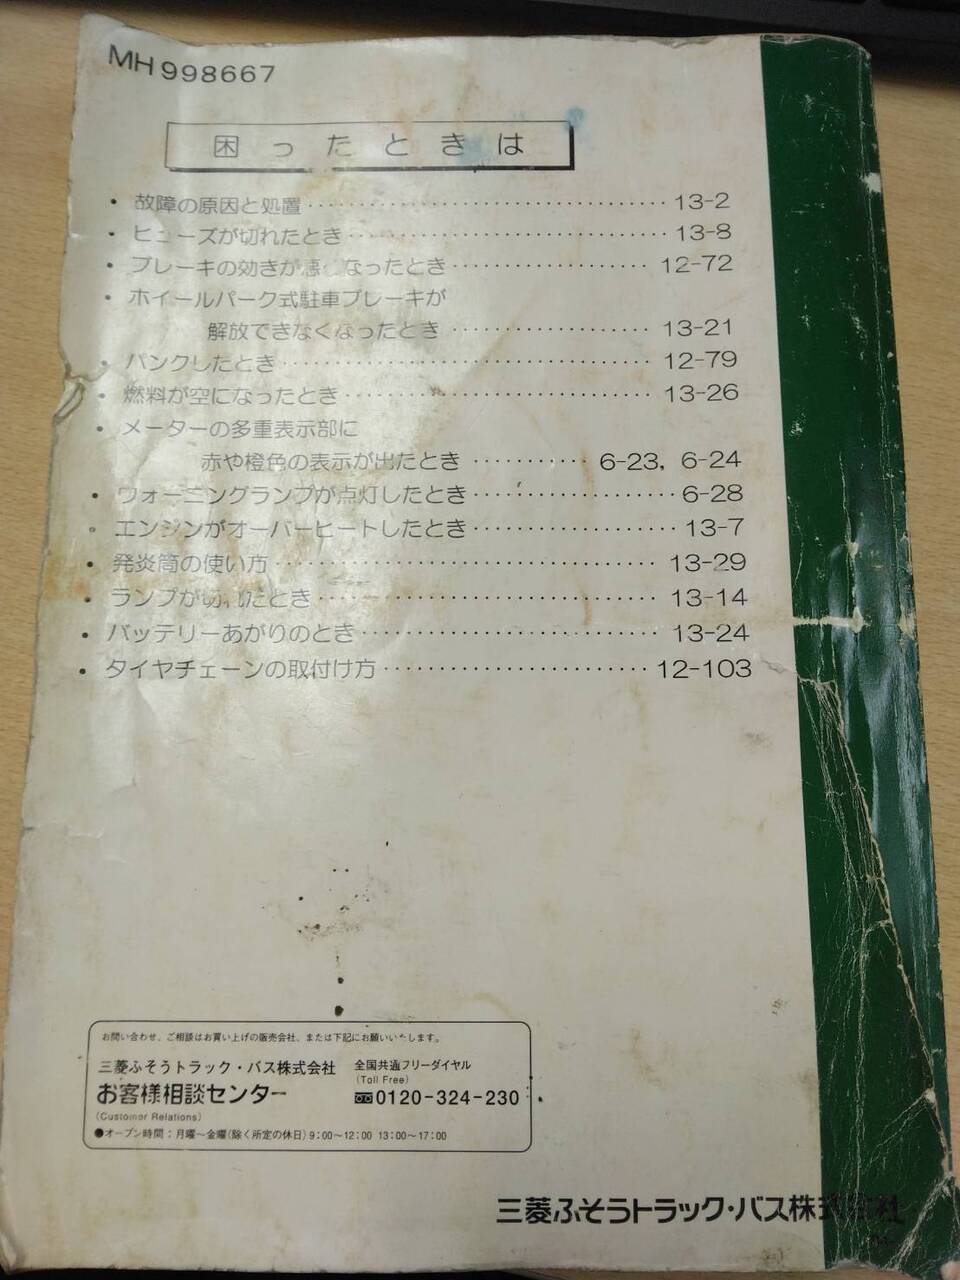 MH998667
困ったときは
・故障の原因と処置‥‥‥‥‥‥‥‥‥‥‥‥ 13-2
・ヒューズが切れたとき‥‥‥‥‥‥‥‥‥‥‥ 13-8
・ブレーキの効きが悪くなったとき‥‥‥‥‥‥‥ 12-72
・ホイールパーク式駐車ブレーキが
解放できなくなったとき ‥‥‥‥‥‥‥ 13-21
・パンクしたとき‥‥‥‥‥‥‥‥‥‥‥‥‥ 12-79
・燃料が空になったとき‥‥‥‥‥‥‥‥‥‥‥ 13-26
・メーターの多重表示部に
赤や橙色の表示が出たとき ‥‥‥‥ 6-23, 6-24
・ウォーニングランプが点灯したとき‥‥‥‥‥‥‥ 6-28
・エンジンがオーバーヒートしたとき‥‥‥‥‥‥‥ 13-7
・発炎筒の使い方‥‥‥‥‥‥‥‥‥‥‥‥‥ 13-29
・ランプが切れたとき‥‥‥‥‥‥‥‥‥‥‥‥ 13-14
・バッテリーあがりのとき‥‥‥‥‥‥‥‥‥‥ 13-24
・タイヤチェーンの取付け方‥‥‥‥‥‥‥‥‥ 12-103
お問い合わせ、ご相談はお買い上げの販売会社、または下記にお願いいたします。
三菱ふそうトラック・バス株式会社 全国共通フリーダイヤル
(Toll Free)
お客様相談センター 0120-324-230
(Customer Relations)
●オープン時間：月曜～金曜(除く所定の休日) 9：00～12：00 13：00～17：00
三菱ふそうトラック・バス株式会社